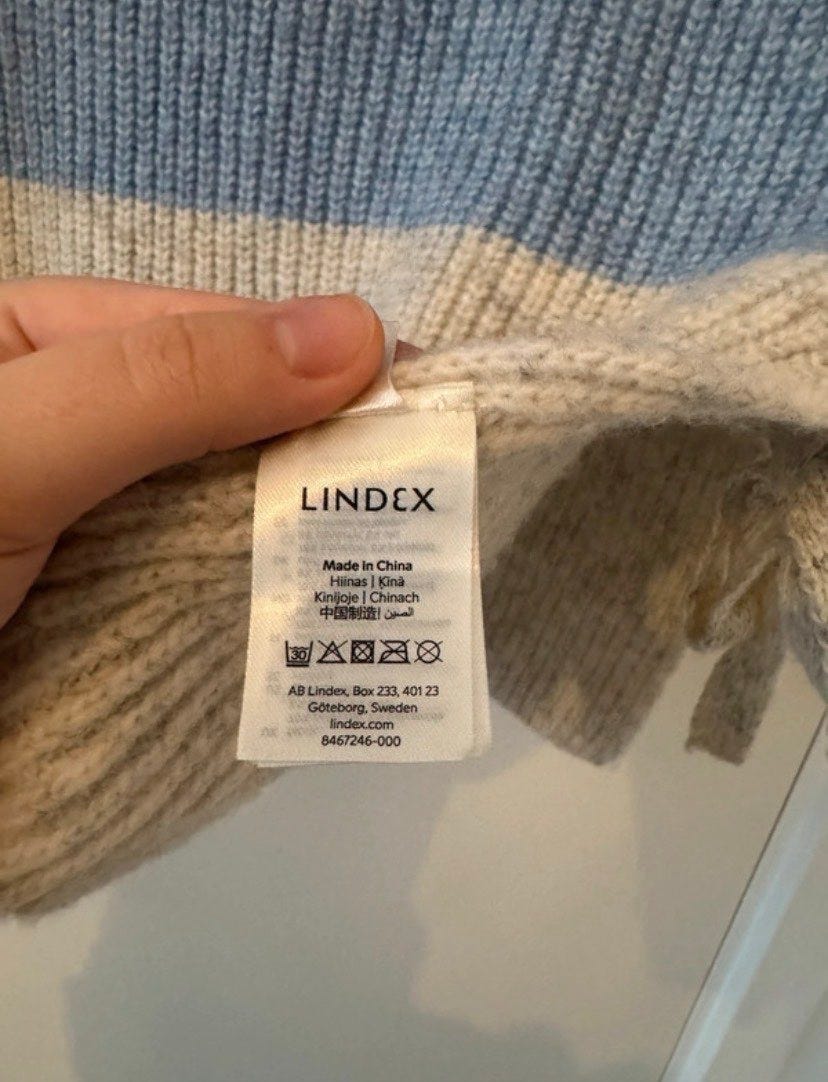 LINDEX
Made in China
Hiinas | Ķīnā
Kinijoje | Chinach
中国制造| الصين
30
AB Lindex, Box 233, 401 23
Göteborg, Sweden
lindex.com
8467246-000